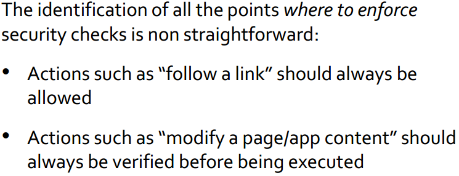 The identification of all the points where to enforce
security checks is non straightforward:
• Actions such as “follow a link” should always be
allowed
• Actions such as “modify a page/app content” should
always be verified before being executed